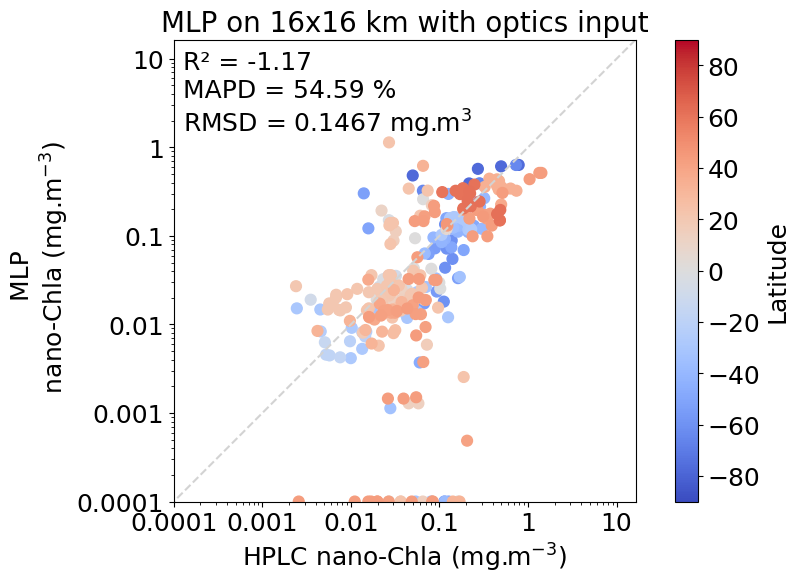 MLP on 16x16 km with optics input
R² = -1.17
MAPD = 54.59 %
RMSD = 0.1467 mg.m³
10
1
0.1
0.01
0.001
0.0001
MLP
nano-Chla (mg.m⁻³)
0.0001
0.001
0.01
0.1
1
10
HPLC nano-Chla (mg.m⁻³)
80
60
40
20
0
−20
−40
−60
−80
Latitude